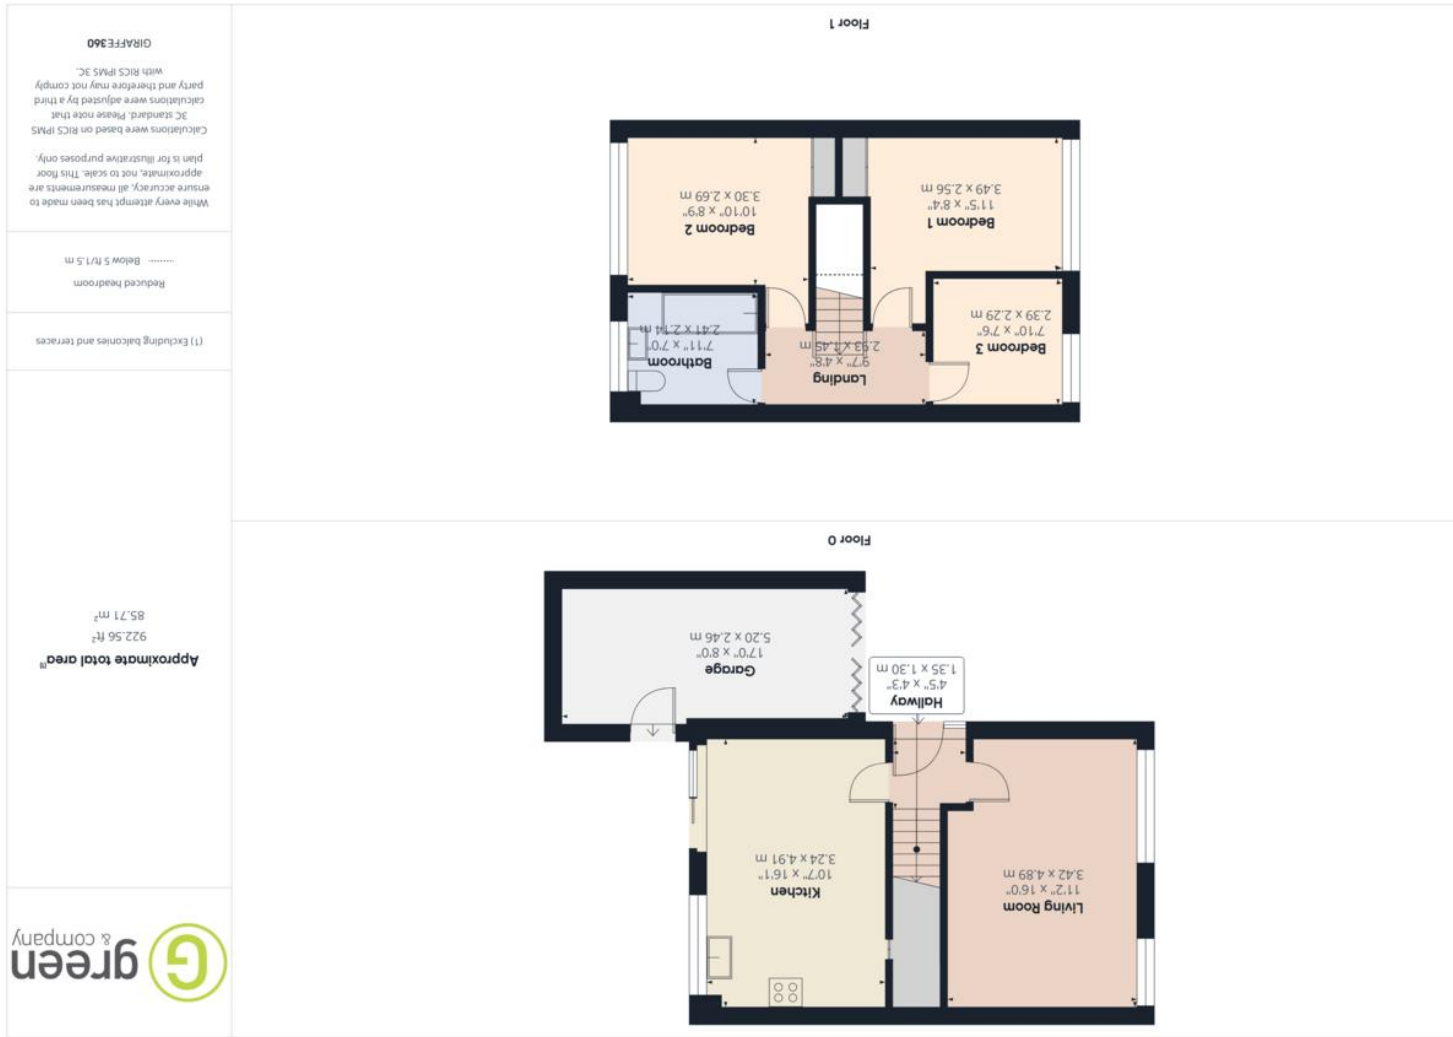 Living Room
11'2" x 16'0"
3.42 x 4.89 m
Kitchen
10'7" x 16'1"
3.24 x 4.91 m
Hallway
4'5" x 4'3"
1.35 x 1.30 m
Garage
17'0" x 8'0"
5.20 x 2.46 m
Floor 0
Bedroom 3
7'10" x 7'6"
2.39 x 2.29 m
Landing
9'7" x 4'8"
2.93 x 1.45 m
Bathroom
7'11" x 7'0"
2.41 x 2.14 m
Bedroom 1
11'5" x 8'4"
3.49 x 2.56 m
Bedroom 2
10'10" x 8'9"
3.30 x 2.69 m
Floor 1
G green
& company
Approximate total area(1)
922.56 ft²
85.71 m²
(1) Excluding balconies and terraces
Reduced headroom
........ Below 5 ft/1.5 m
While every attempt has been made to
ensure accuracy, all measurements are
approximate, not to scale. This floor
plan is for illustrative purposes only.
Calculations were based on RICS IPMS
3C standard. Please note that
calculations were adjusted by a third
party and therefore may not comply
with RICS IPMS 3C.
GIRAFFE360